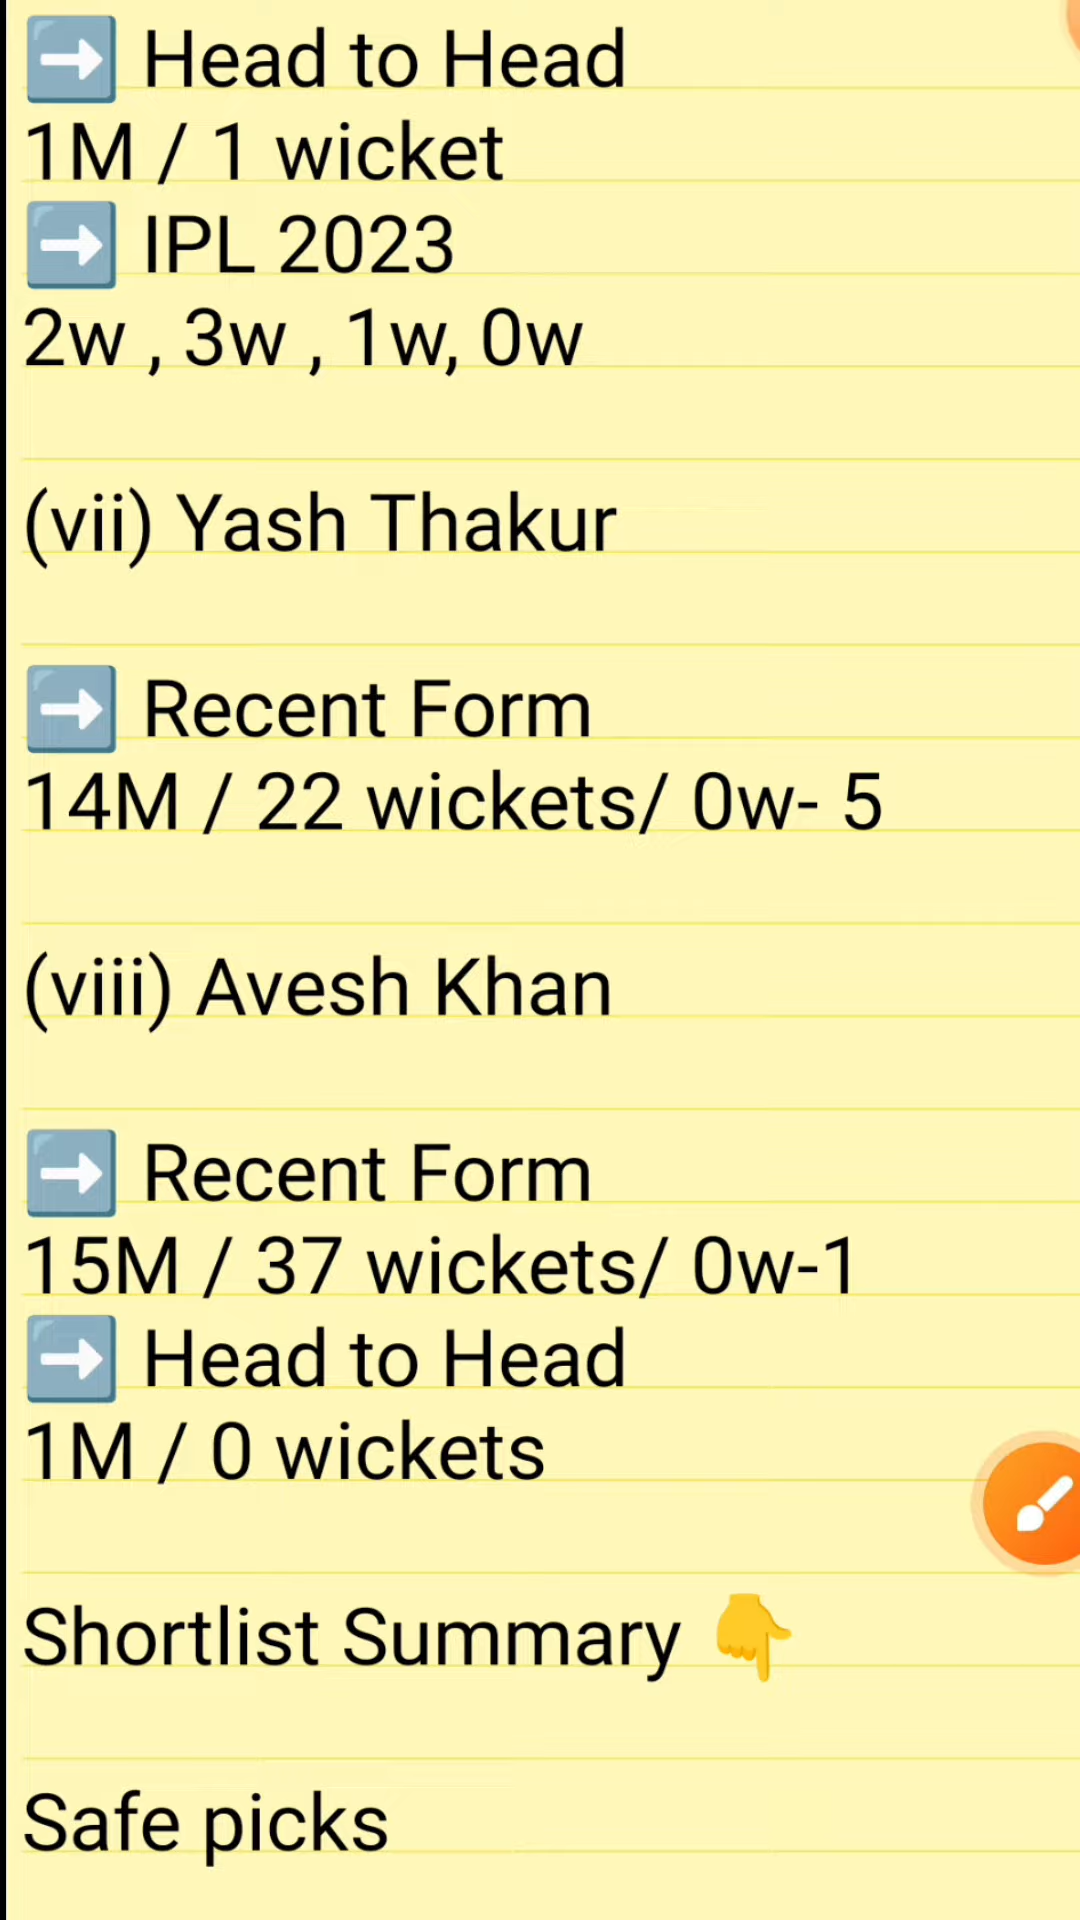 ➡️ Head to Head
1M / 1 wicket
➡️ IPL 2023
2w , 3w , 1w, 0w
(vii) Yash Thakur
➡️ Recent Form
14M / 22 wickets/ 0w- 5
(viii) Avesh Khan
➡️ Recent Form
15M / 37 wickets/ 0w-1
➡️ Head to Head
1M / 0 wickets
Shortlist Summary 👇
Safe picks